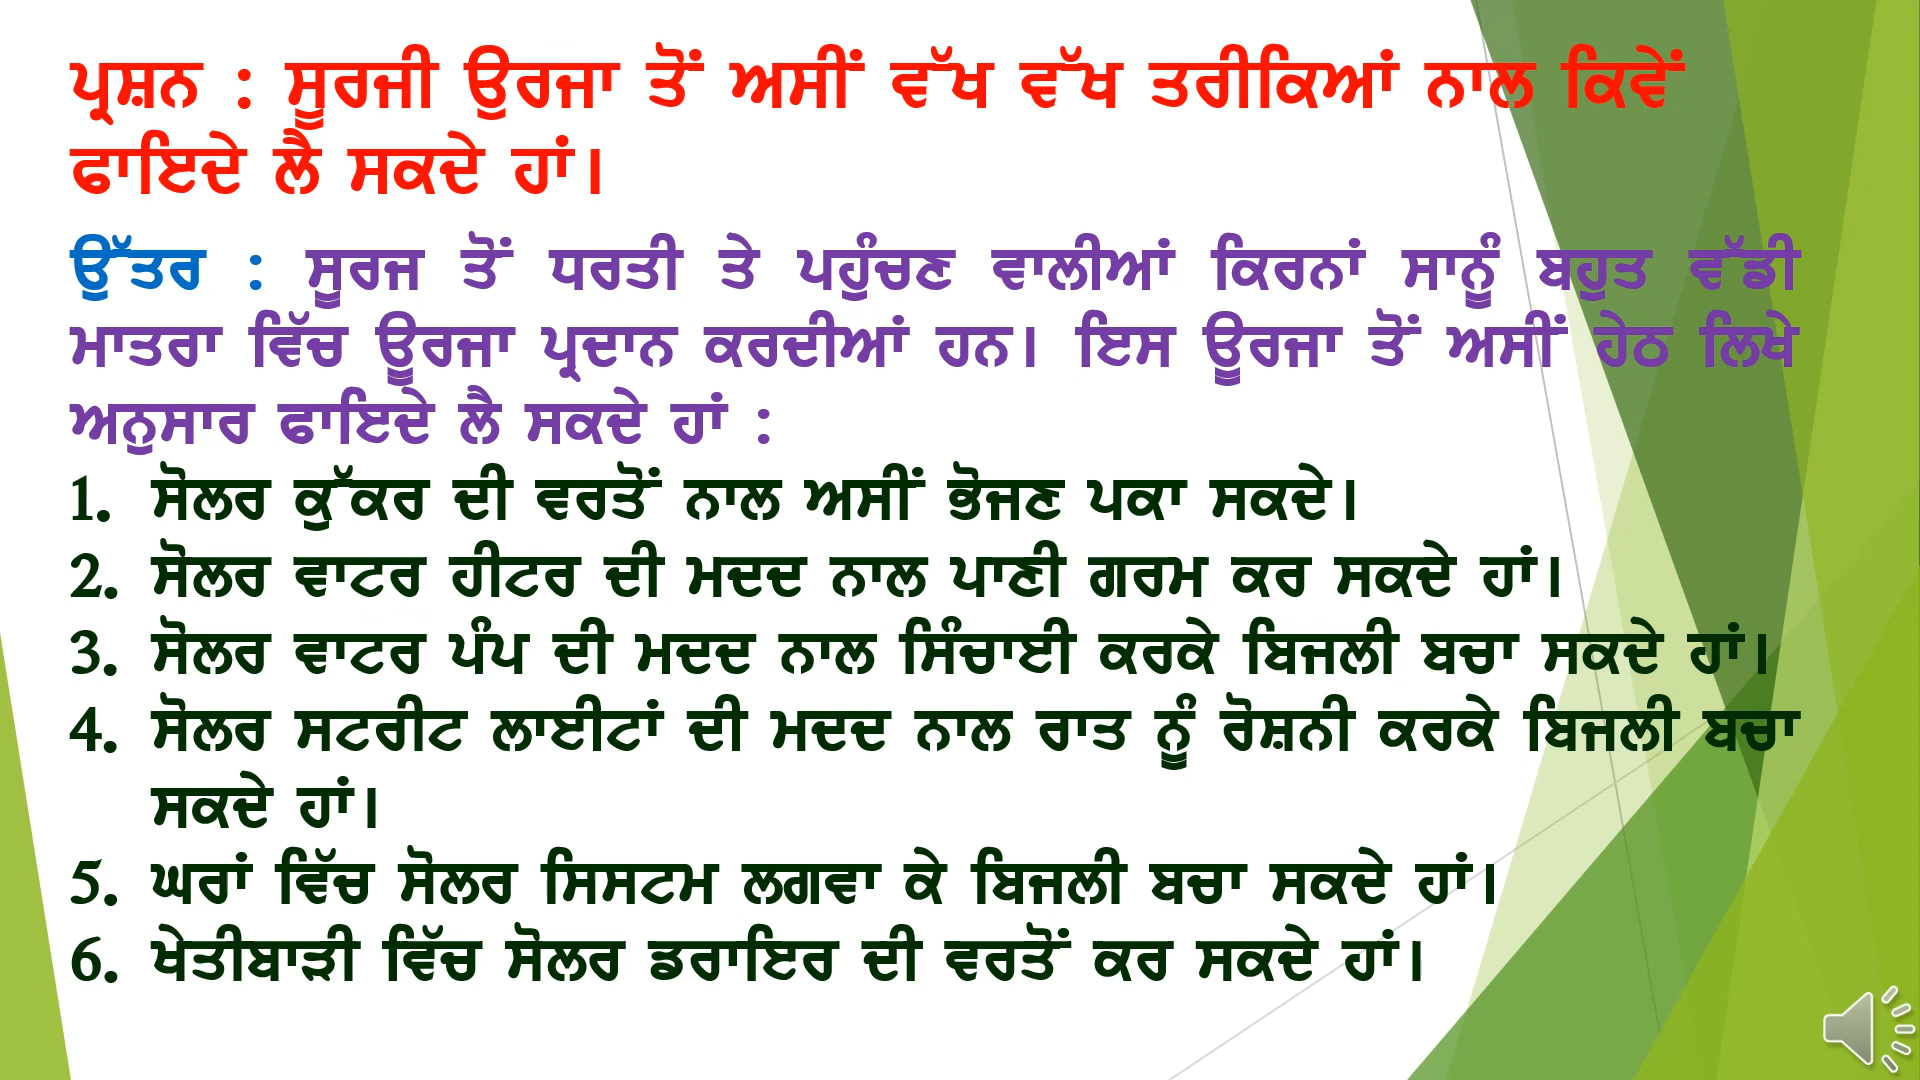 ਪ੍ਰਸ਼ਨ : ਸੂਰਜੀ ਉਰਜਾ ਤੋਂ ਅਸੀਂ ਵੱਖ ਵੱਖ ਤਰੀਕਿਆਂ ਨਾਲ ਕਿਵੇਂ
ਫਾਇਦੇ ਲੈ ਸਕਦੇ ਹਾਂ।
ਉੱਤਰ : ਸੂਰਜ ਤੋਂ ਧਰਤੀ ਤੇ ਪਹੁੰਚਣ ਵਾਲੀਆਂ ਕਿਰਨਾਂ ਸਾਨੂੰ ਬਹੁਤ ਵੱਡੀ
ਮਾਤਰਾ ਵਿੱਚ ਊਰਜਾ ਪ੍ਰਦਾਨ ਕਰਦੀਆਂ ਹਨ। ਇਸ ਊਰਜਾ ਤੋਂ ਅਸੀਂ ਹੇਠ ਲਿਖੇ
ਅਨੁਸਾਰ ਫਾਇਦੇ ਲੈ ਸਕਦੇ ਹਾਂ :
1. ਸੋਲਰ ਕੁੱਕਰ ਦੀ ਵਰਤੋਂ ਨਾਲ ਅਸੀਂ ਭੋਜਣ ਪਕਾ ਸਕਦੇ।
2. ਸੋਲਰ ਵਾਟਰ ਹੀਟਰ ਦੀ ਮਦਦ ਨਾਲ ਪਾਣੀ ਗਰਮ ਕਰ ਸਕਦੇ ਹਾਂ।
3. ਸੋਲਰ ਵਾਟਰ ਪੰਪ ਦੀ ਮਦਦ ਨਾਲ ਸਿੰਚਾਈ ਕਰਕੇ ਬਿਜਲੀ ਬਚਾ ਸਕਦੇ ਹਾਂ।
4. ਸੋਲਰ ਸਟਰੀਟ ਲਾਈਟਾਂ ਦੀ ਮਦਦ ਨਾਲ ਰਾਤ ਨੂੰ ਰੋਸ਼ਨੀ ਕਰਕੇ ਬਿਜਲੀ ਬਚਾ
ਸਕਦੇ ਹਾਂ।
5. ਘਰਾਂ ਵਿੱਚ ਸੋਲਰ ਸਿਸਟਮ ਲਗਵਾ ਕੇ ਬਿਜਲੀ ਬਚਾ ਸਕਦੇ ਹਾਂ।
6. ਖੇਤੀਬਾੜੀ ਵਿੱਚ ਸੋਲਰ ਡਰਾਇਰ ਦੀ ਵਰਤੋਂ ਕਰ ਸਕਦੇ ਹਾਂ।